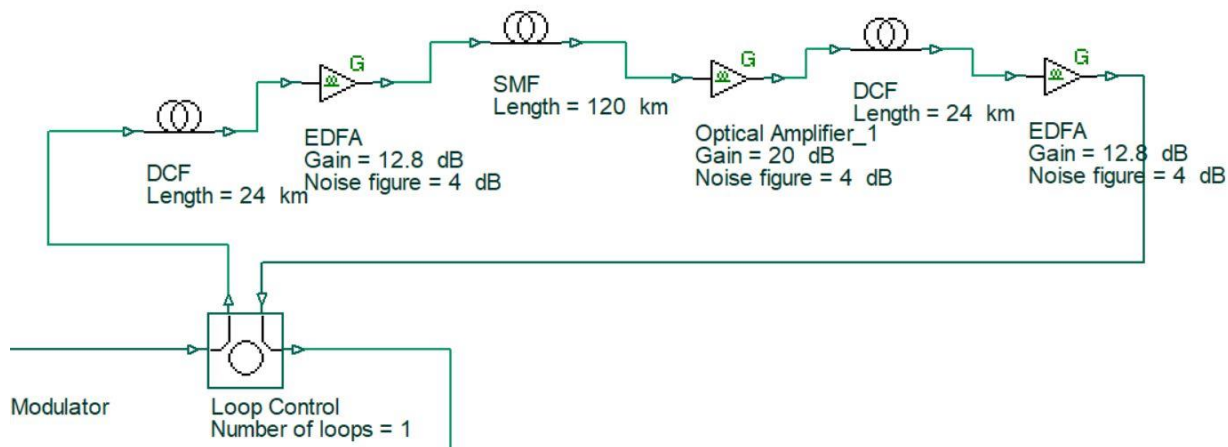 G
SMF
Length = 120 km
G
G
DCF
Length = 24 km
EDFA
Gain = 12.8 dB
Noise figure = 4 dB
Optical Amplifier_1
Gain = 20 dB
Noise figure = 4 dB
DCF
Length = 24 km
EDFA
Gain = 12.8 dB
Noise figure = 4 dB
Modulator
Loop Control
Number of loops = 1